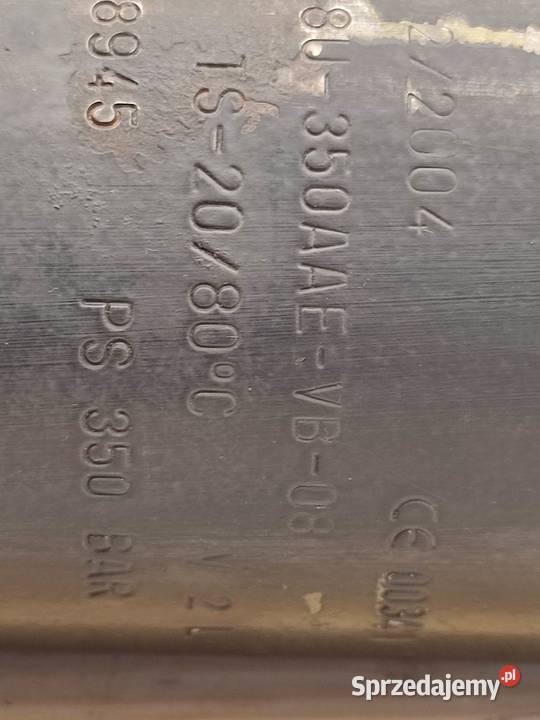 2/2004 CE 0034
8U-350AAE-VB-08
TS-20/80°C V 2 L
8945 PS 350 BAR
Sprzedajemy.pl